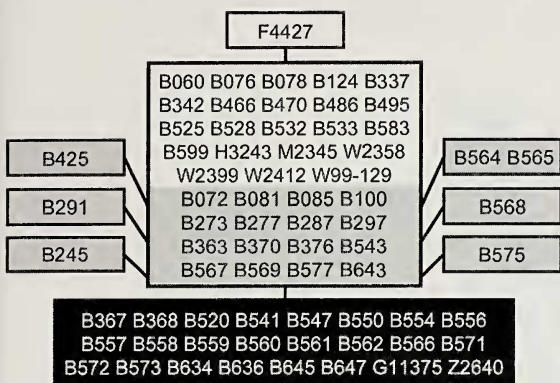 F4427
B060 B076 B078 B124 B337
B342 B466 B470 B486 B495
B525 B528 B532 B533 B583
B599 H3243 M2345 W2358
W2399 W2412 W99-129
B072 B081 B085 B100
B273 B277 B287 B297
B363 B370 B376 B543
B567 B569 B577 B643
B425
B291
B245
B564 B565
B568
B575
B367 B368 B520 B541 B547 B550 B554 B556
B557 B558 B559 B560 B561 B562 B566 B571
B572 B573 B634 B636 B645 B647 G11375 Z2640